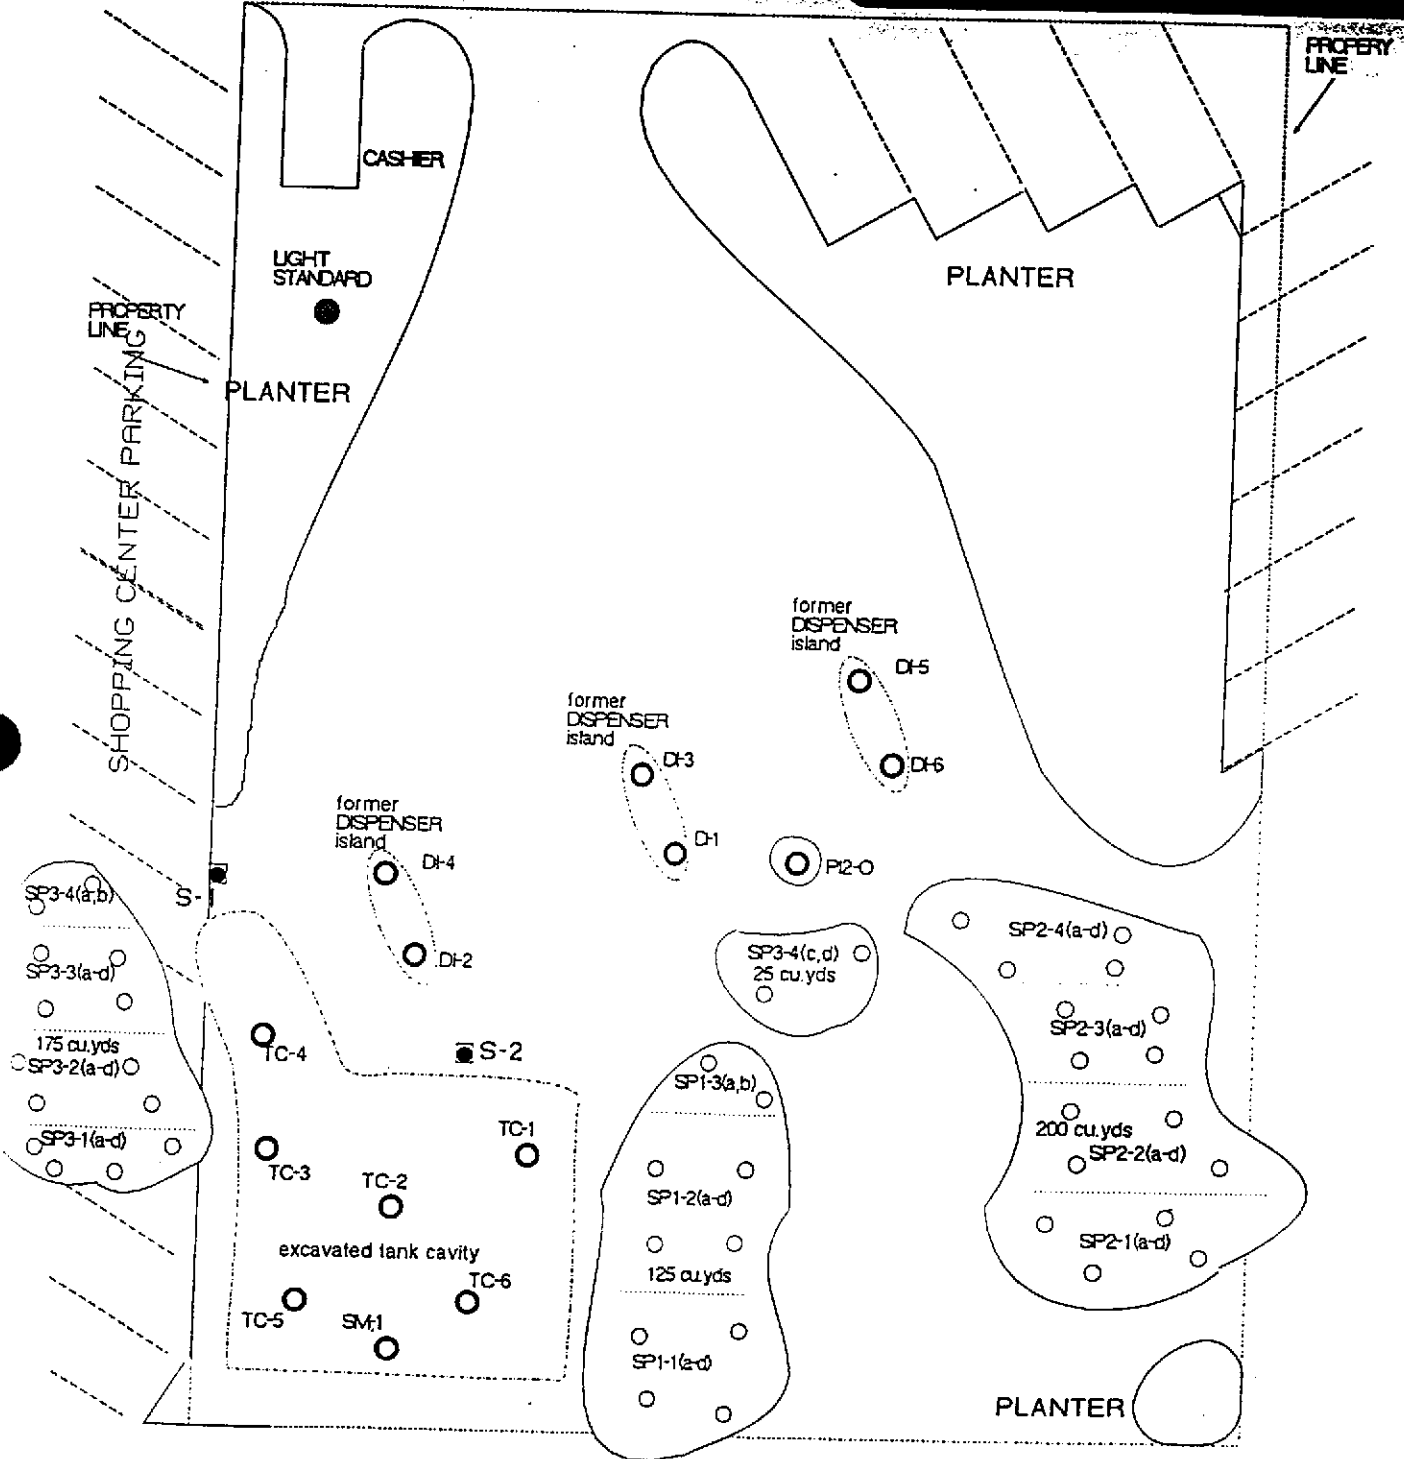 PROPERY
LINE
CASHIER
LIGHT
STANDARD
PLANTER
PROPERTY
LINE
PLANTER
SHOPPING CENTER PARKING
former
DISPENSER
island
DI-5
DI-6
former
DISPENSER
island
DI-3
DI-1
former
DISPENSER
island
DI-4
DI-2
Pt2-O
S-1
SP3-4(a,b)
SP3-3(a-d)
175 cu.yds
SP3-2(a-d)
SP3-1(a-d)
SP3-4(c,d)
25 cu.yds
SP2-4(a-d)
SP2-3(a-d)
200 cu.yds
SP2-2(a-d)
SP2-1(a-d)
TC-4
S-2
SP1-3(a,b)
TC-1
TC-3
TC-2
SP1-2(a-d)
excavated tank cavity
125 cu.yds
TC-6
TC-5
SM;1
SP1-1(a-d)
PLANTER